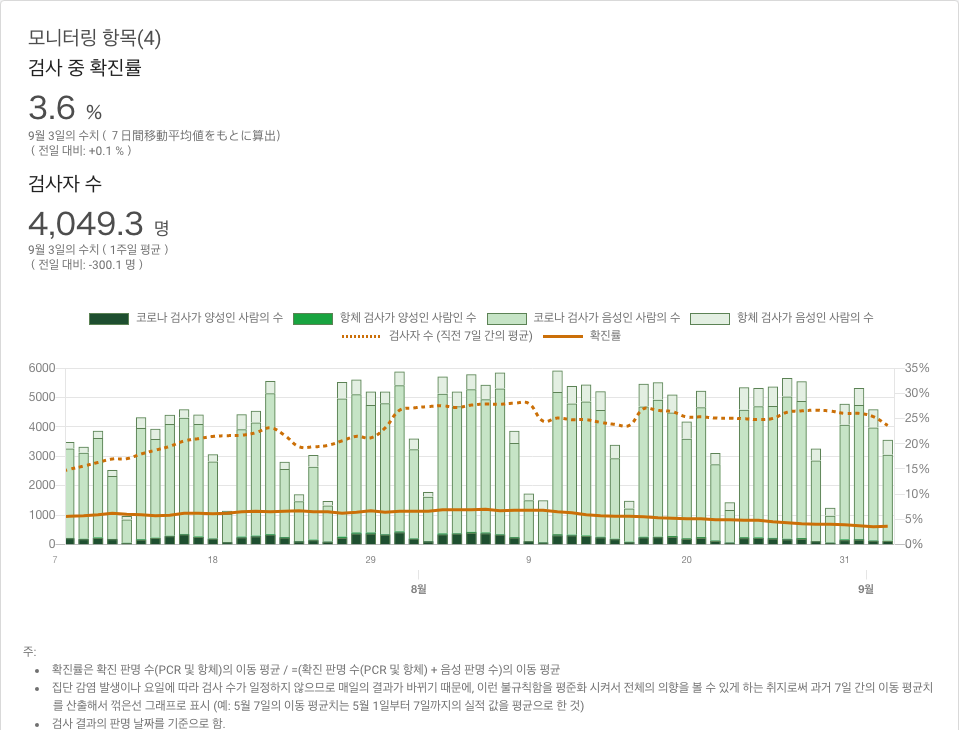 모니터링 항목(4)
검사 중 확진률
3.6 %
9월 3일의 수치 ( 7日間移動平均値をもとに算出)
( 전일 대비: +0.1 % )
검사자 수
4,049.3 명
9월 3일의 수치 ( 1주일 평균 )
( 전일 대비: -300.1 명 )
코로나 검사가 양성인 사람의 수 항체 검사가 양성인 사람인 수 코로나 검사가 음성인 사람의 수 항체 검사가 음성인 사람의 수
검사자 수 (직전 7일 간의 평균) 확진률
6000 35%
5000 30%
4000 25%
3000 20%
2000 15%
1000 10%
0 5%
0%
7 18 29 9 20 31
8월 9월
주:
확진률은 확진 판명 수(PCR 및 항체)의 이동 평균 / =(확진 판명 수(PCR 및 항체) + 음성 판명 수)의 이동 평균
집단 감염 발생이나 요일에 따라 검사 수가 일정하지 않으므로 매일의 결과가 바뀌기 때문에, 이런 불규칙함을 평준화 시켜서 전체의 의향을 볼 수 있게 하는 취지로써 과거 7일 간의 이동 평균치
를 산출해서 꺾은선 그래프로 표시 (예: 5월 7일의 이동 평균치는 5월 1일부터 7일까지의 실적 값을 평균으로 한 것)
검사 결과의 판명 날짜를 기준으로 함.